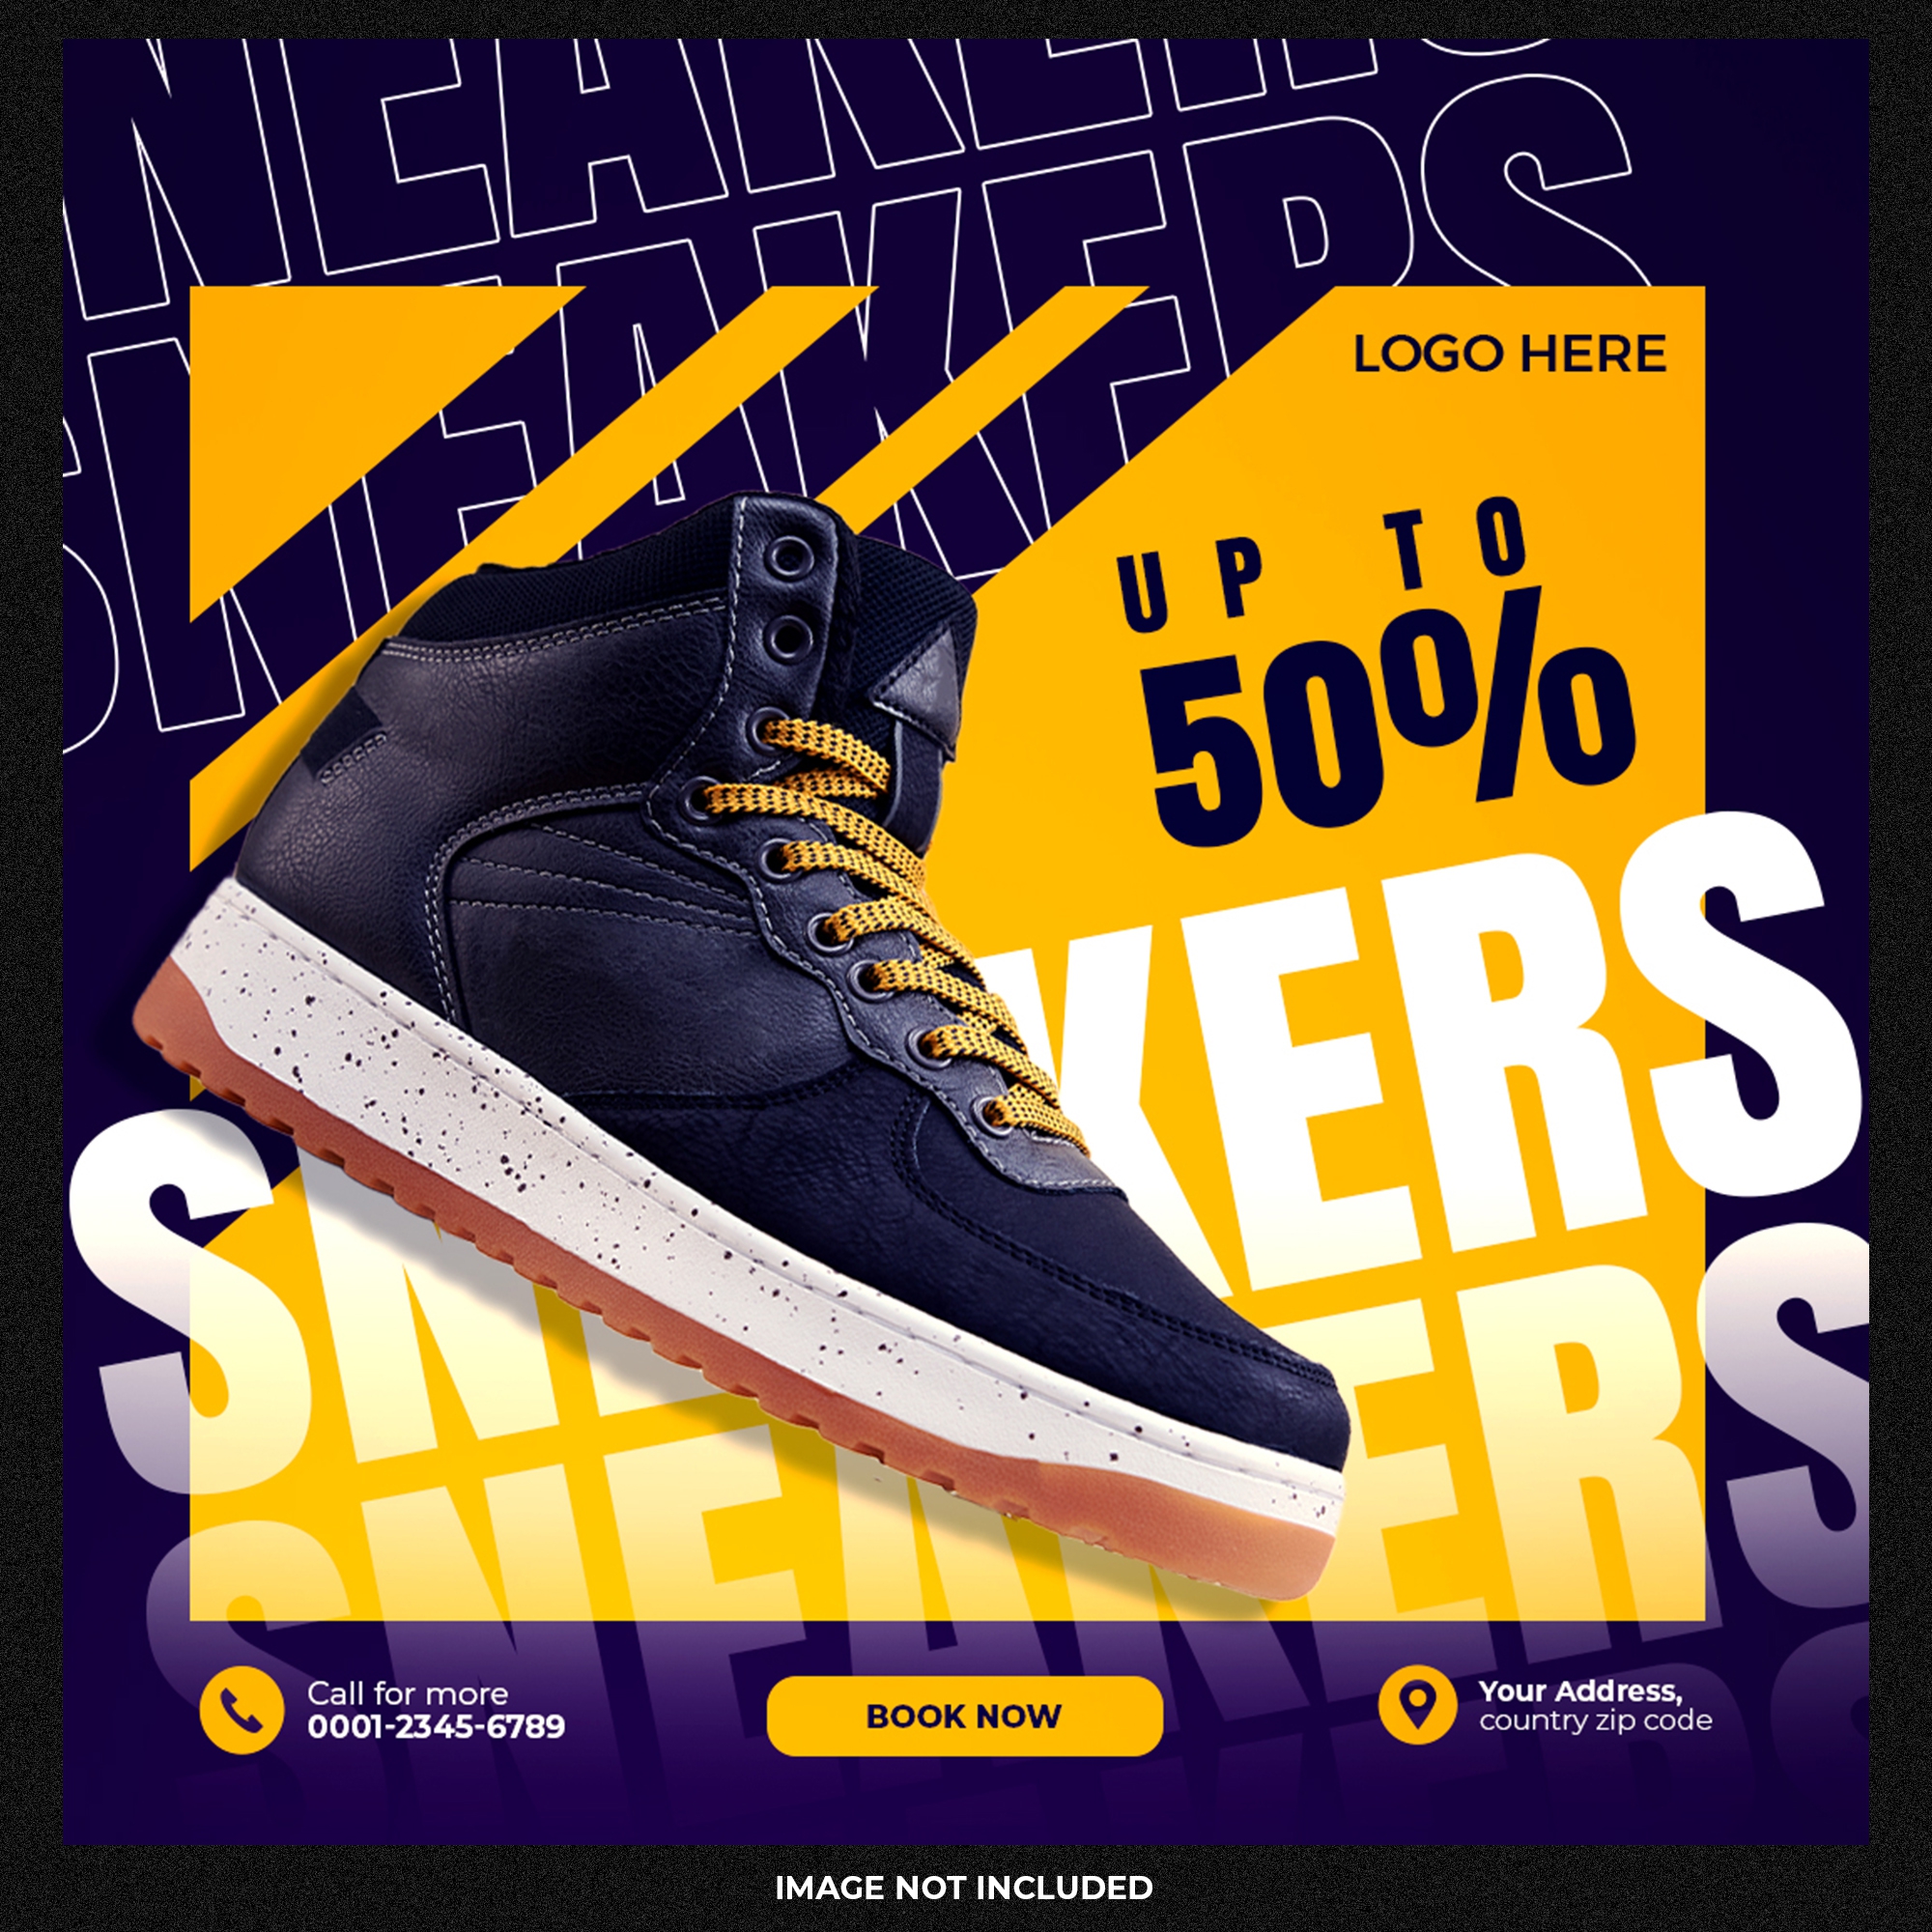 SNEAKERS
SNEAKERS
LOGO HERE
UP TO
50%
SNEAKERS
SNEAKERS
SNEAKERS
Call for more
0001-2345-6789
BOOK NOW
Your Address,
country zip code
IMAGE NOT INCLUDED